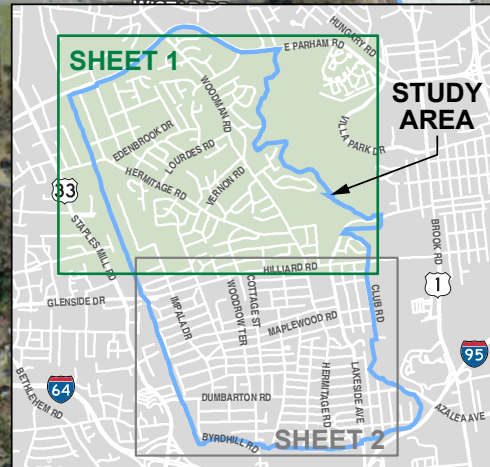 HUNGARY RD
E PARHAM RD
SHEET 1
WOODMAN RD
STUDY
AREA
VILLA PARK DR
EDENBROOK DR
LOURDES RD
HERMITAGE RD
VERNON RD
33
STAPLES MILL RD
BROOK RD
HILLIARD RD
1
GLENSIDE DR
IMPALA DR
WOODROW TER
COTTAGE ST
MAPLEWOOD RD
CLUB RD
95
64
BETHLEHEM RD
DUMBARTON RD
HERMITAGE RD
LAKESIDE AVE
AZALEA AVE
BYRDHILL RD
SHEET 2